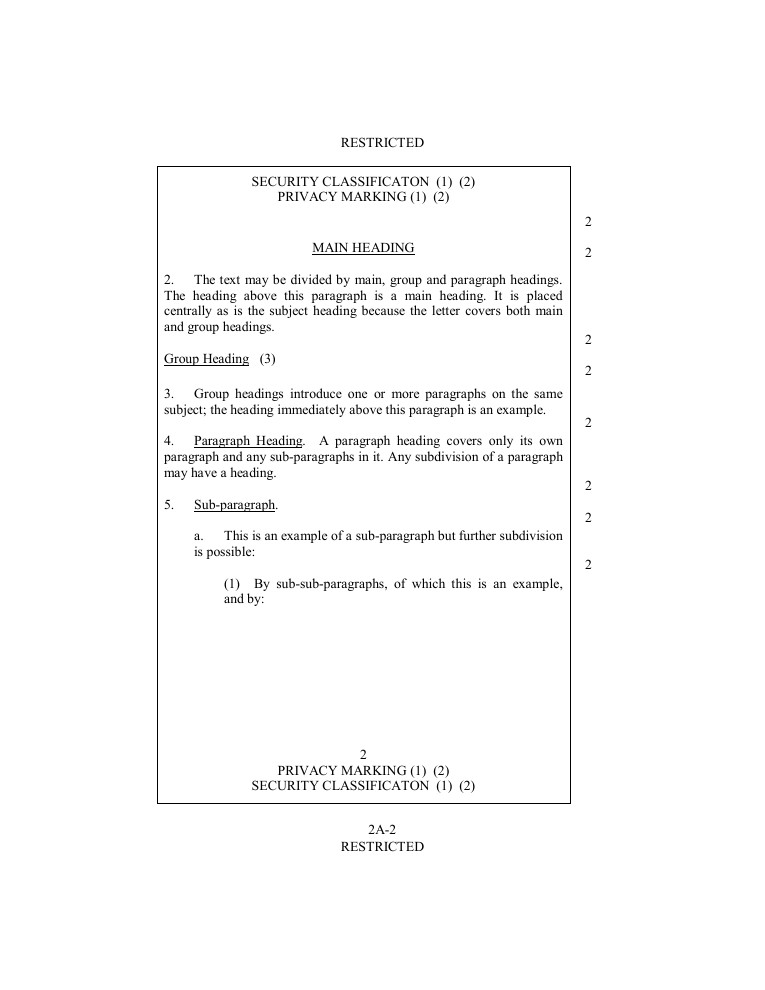 RESTRICTED
SECURITY CLASSIFICATON (1) (2)
PRIVACY MARKING (1) (2)
2
MAIN HEADING
2
2. The text may be divided by main, group and paragraph headings.
The heading above this paragraph is a main heading. It is placed
centrally as is the subject heading because the letter covers both main
and group headings.
2
Group Heading (3)
2
3. Group headings introduce one or more paragraphs on the same
subject; the heading immediately above this paragraph is an example.
2
4. Paragraph Heading. A paragraph heading covers only its own
paragraph and any sub-paragraphs in it. Any subdivision of a paragraph
may have a heading.
2
5. Sub-paragraph.
2
a. This is an example of a sub-paragraph but further subdivision
is possible:
2
(1) By sub-sub-paragraphs, of which this is an example,
and by:
2
PRIVACY MARKING (1) (2)
SECURITY CLASSIFICATON (1) (2)
2A-2
RESTRICTED